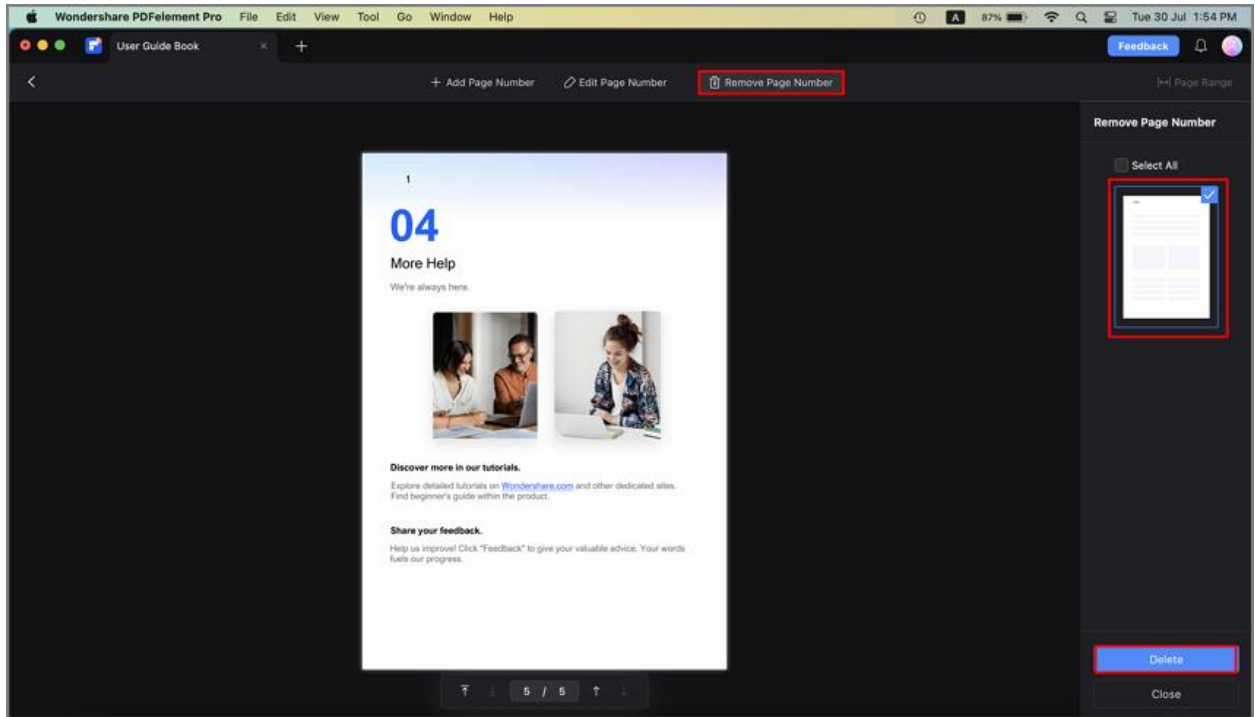 Wondershare PDFelement Pro File Edit View Tool Go Window Help A 87% Tue 30 Jul 1:54 PM
User Guide Book × + Feedback
+ Add Page Number Edit Page Number Remove Page Number Page Range
Remove Page Number
Select All
1
04
More Help
We're always here.
Discover more in our tutorials.
Explore detailed tutorials on Wondershare.com and other dedicated sites.
Find beginner's guide within the product.
Share your feedback.
Help us improve! Click "Feedback" to give your valuable advice. Your words
fuels our progress.
5 / 5
Delete
Close